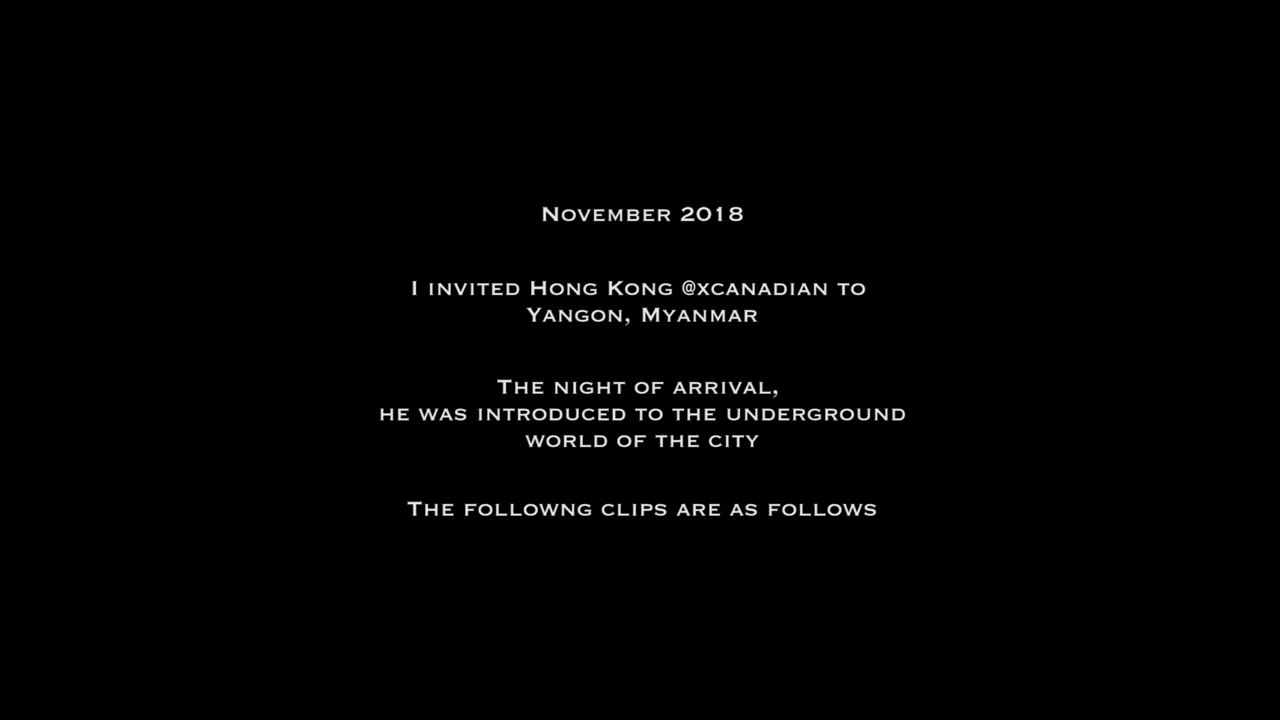 November 2018
I invited Hong Kong @xcanadian to
Yangon, Myanmar
The night of arrival,
he was introduced to the underground
world of the city
The followng clips are as follows